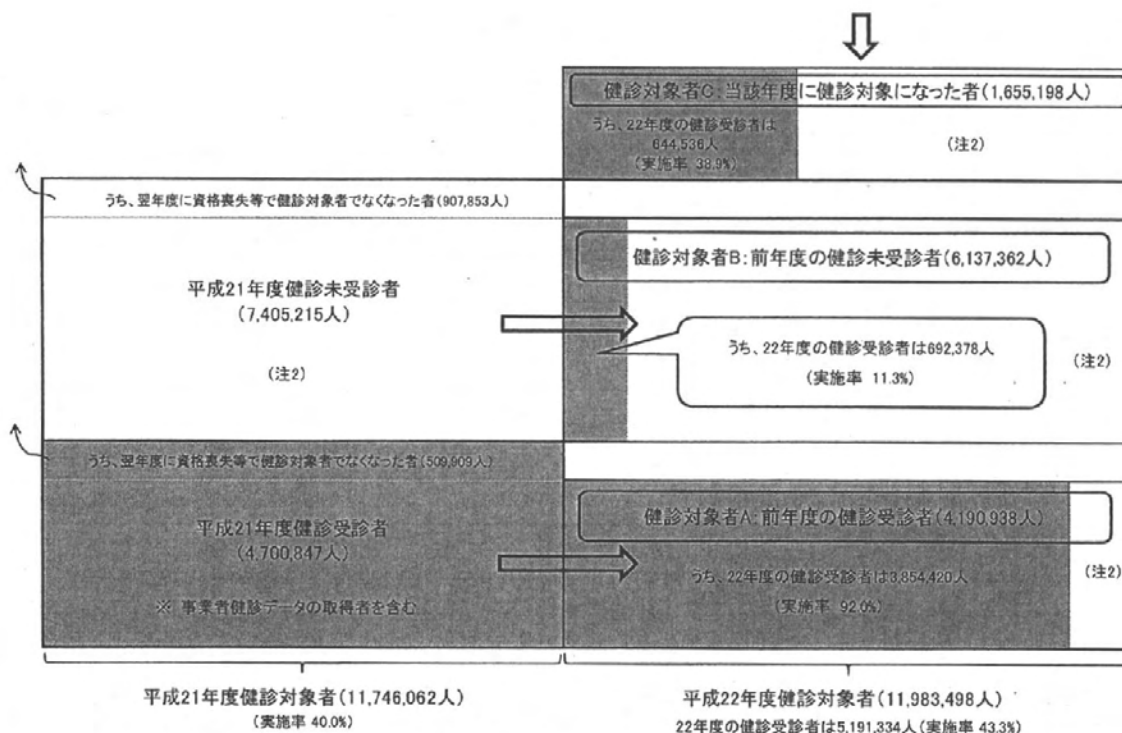 健診対象者C:当該年度に健診対象になった者(1,655,198人)
うち、22年度の健診受診者は
644,536人
(実施率 38.9%)
(注2)
うち、翌年度に資格喪失等で健診対象者でなくなった者(907,853人)
健診対象者B:前年度の健診未受診者(6,137,362人)
平成21年度健診未受診者
(7,405,215人)
(注2)
うち、22年度の健診受診者は692,378人
(実施率 11.3%)
(注2)
うち、翌年度に資格喪失等で健診対象者でなくなった者(509,909人)
健診対象者A:前年度の健診受診者(4,190,938人)
平成21年度健診受診者
(4,700,847人)
※ 事業者健診データの取得者を含む
うち、22年度の健診受診者は3,854,420人
(実施率 92.0%)
(注2)
平成21年度健診対象者(11,746,062人)
(実施率 40.0%)
平成22年度健診対象者(11,983,498人)
22年度の健診受診者は5,191,334人(実施率 43.3%)